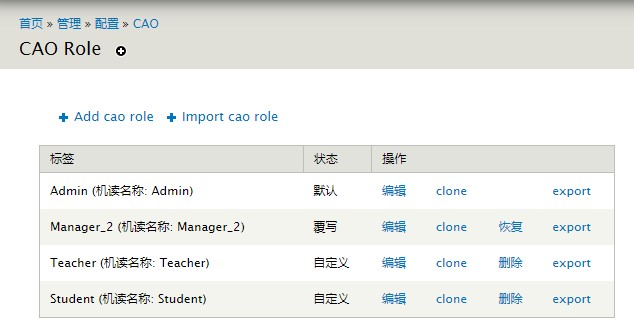 首页 » 管理 » 配置 » CAO
CAO Role
Add cao role Import cao role
标签 状态 操作
Admin (机读名称: Admin) 默认 编辑 clone export
Manager_2 (机读名称: Manager_2) 覆写 编辑 clone 恢复 export
Teacher (机读名称: Teacher) 自定义 编辑 clone 删除 export
Student (机读名称: Student) 自定义 编辑 clone 删除 export